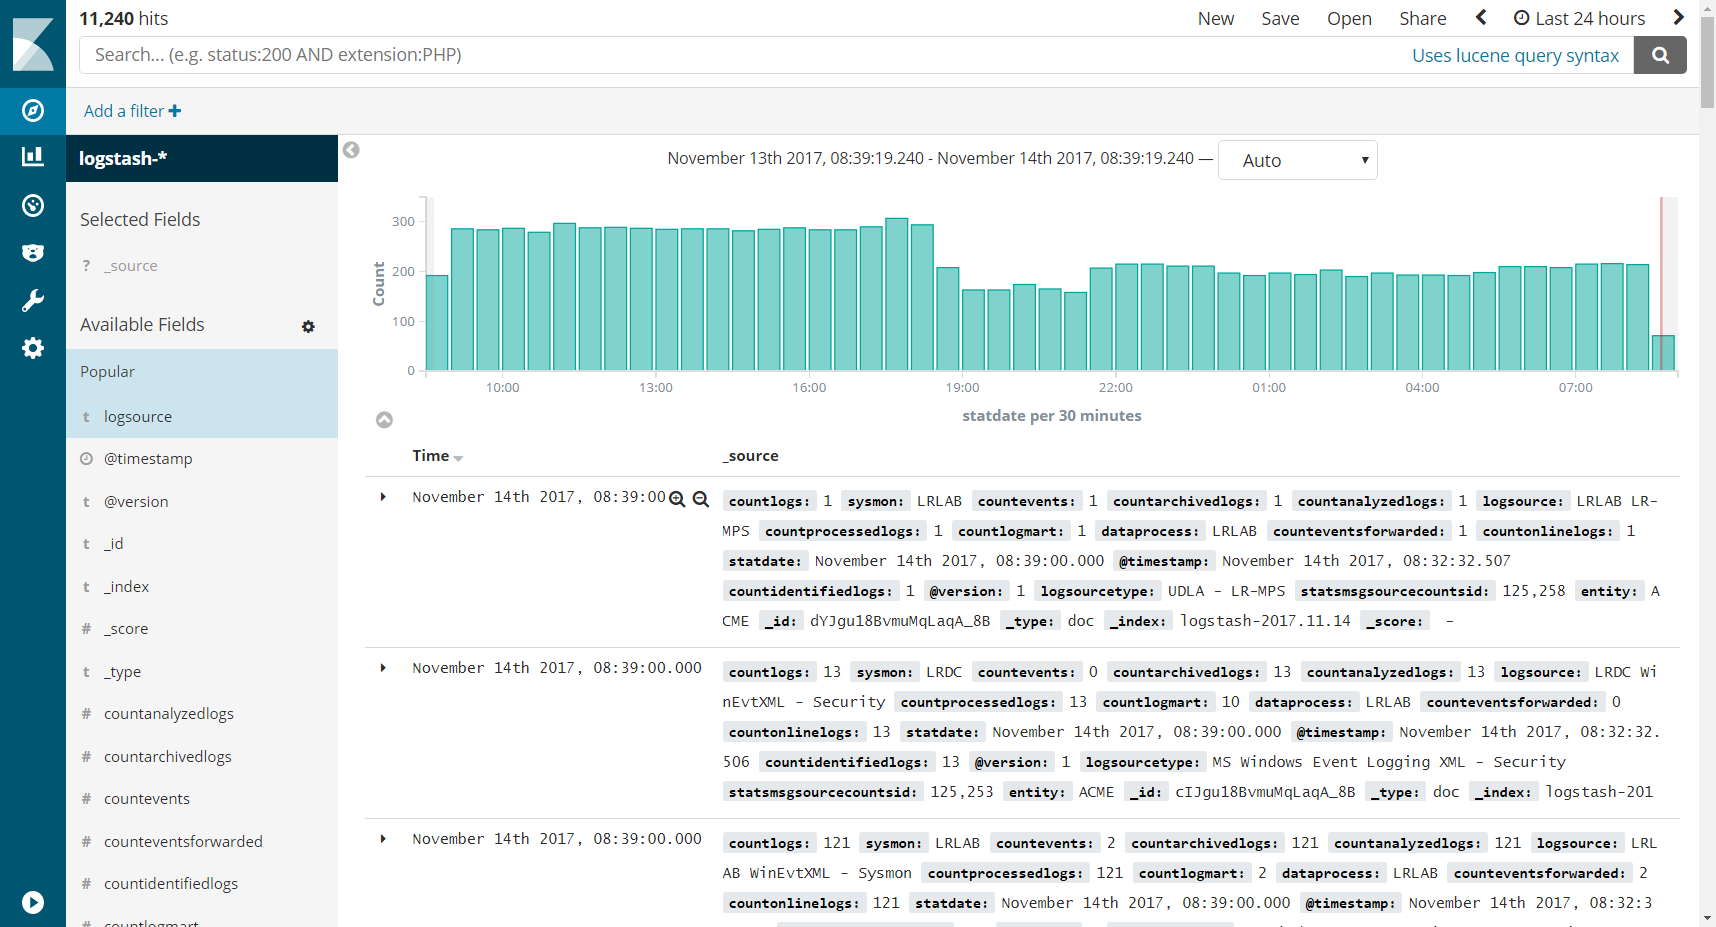 11,240 hits
New Save Open Share Last 24 hours
Search... (e.g. status:200 AND extension:PHP) Uses lucene query syntax
Add a filter
logstash-*
Selected Fields
? _source
Available Fields
Popular
t logsource
@timestamp
t @version
t _id
t _index
# _score
t _type
# countanalyzedlogs
# countarchivedlogs
# countevents
# counteventsforwarded
# countidentifiedlogs
countlogmart
November 13th 2017, 08:39:19.240 - November 14th 2017, 08:39:19.240 — Auto
Count
300
200
100
0
10:00 13:00 16:00 19:00 22:00 01:00 04:00 07:00
statdate per 30 minutes
Time _source
November 14th 2017, 08:39:00
countlogs: 1 sysmon: LRLAB countevents: 1 countarchivedlogs: 1 countanalyzedlogs: 1 logsource: LRLAB LR-
MPS countprocessedlogs: 1 countlogmart: 1 dataprocess: LRLAB counteventsforwarded: 1 countonlinelogs: 1
statdate: November 14th 2017, 08:39:00.000 @timestamp: November 14th 2017, 08:32:32.507
countidentifiedlogs: 1 @version: 1 logsourcetype: UDLA - LR-MPS statsmsgsourcecountsid: 125,258 entity: A
CME _id: dYJgu18BvmuMqLaqA_8B _type: doc _index: logstash-2017.11.14 _score: -
November 14th 2017, 08:39:00.000
countlogs: 13 sysmon: LRDC countevents: 0 countarchivedlogs: 13 countanalyzedlogs: 13 logsource: LRDC Wi
nEvtXML - Security countprocessedlogs: 13 countlogmart: 10 dataprocess: LRLAB counteventsforwarded: 0
countonlinelogs: 13 statdate: November 14th 2017, 08:39:00.000 @timestamp: November 14th 2017, 08:32:32.
506 countidentifiedlogs: 13 @version: 1 logsourcetype: MS Windows Event Logging XML - Security
statsmsgsourcecountsid: 125,253 entity: ACME _id: cIJgu18BvmuMqLaqA_8B _type: doc _index: logstash-201
November 14th 2017, 08:39:00.000
countlogs: 121 sysmon: LRLAB countevents: 2 countarchivedlogs: 121 countanalyzedlogs: 121 logsource: LRL
AB WinEvtXML - Sysmon countprocessedlogs: 121 countlogmart: 2 dataprocess: LRLAB counteventsforwarded: 2
countonlinelogs: 121 statdate: November 14th 2017, 08:39:00.000 @timestamp: November 14th 2017, 08:32:3